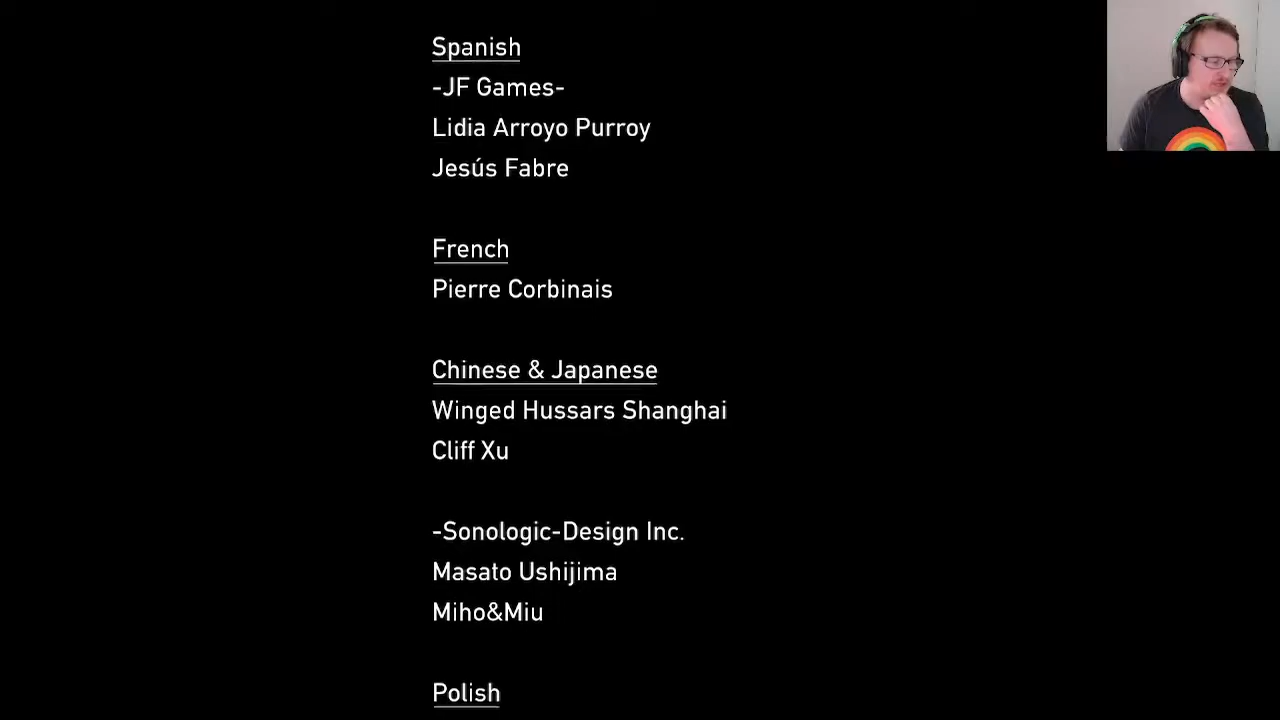 Spanish
-JF Games-
Lidia Arroyo Purroy
Jesús Fabre
French
Pierre Corbinais
Chinese & Japanese
Winged Hussars Shanghai
Cliff Xu
-Sonologic-Design Inc.
Masato Ushijima
Miho&Miu
Polish